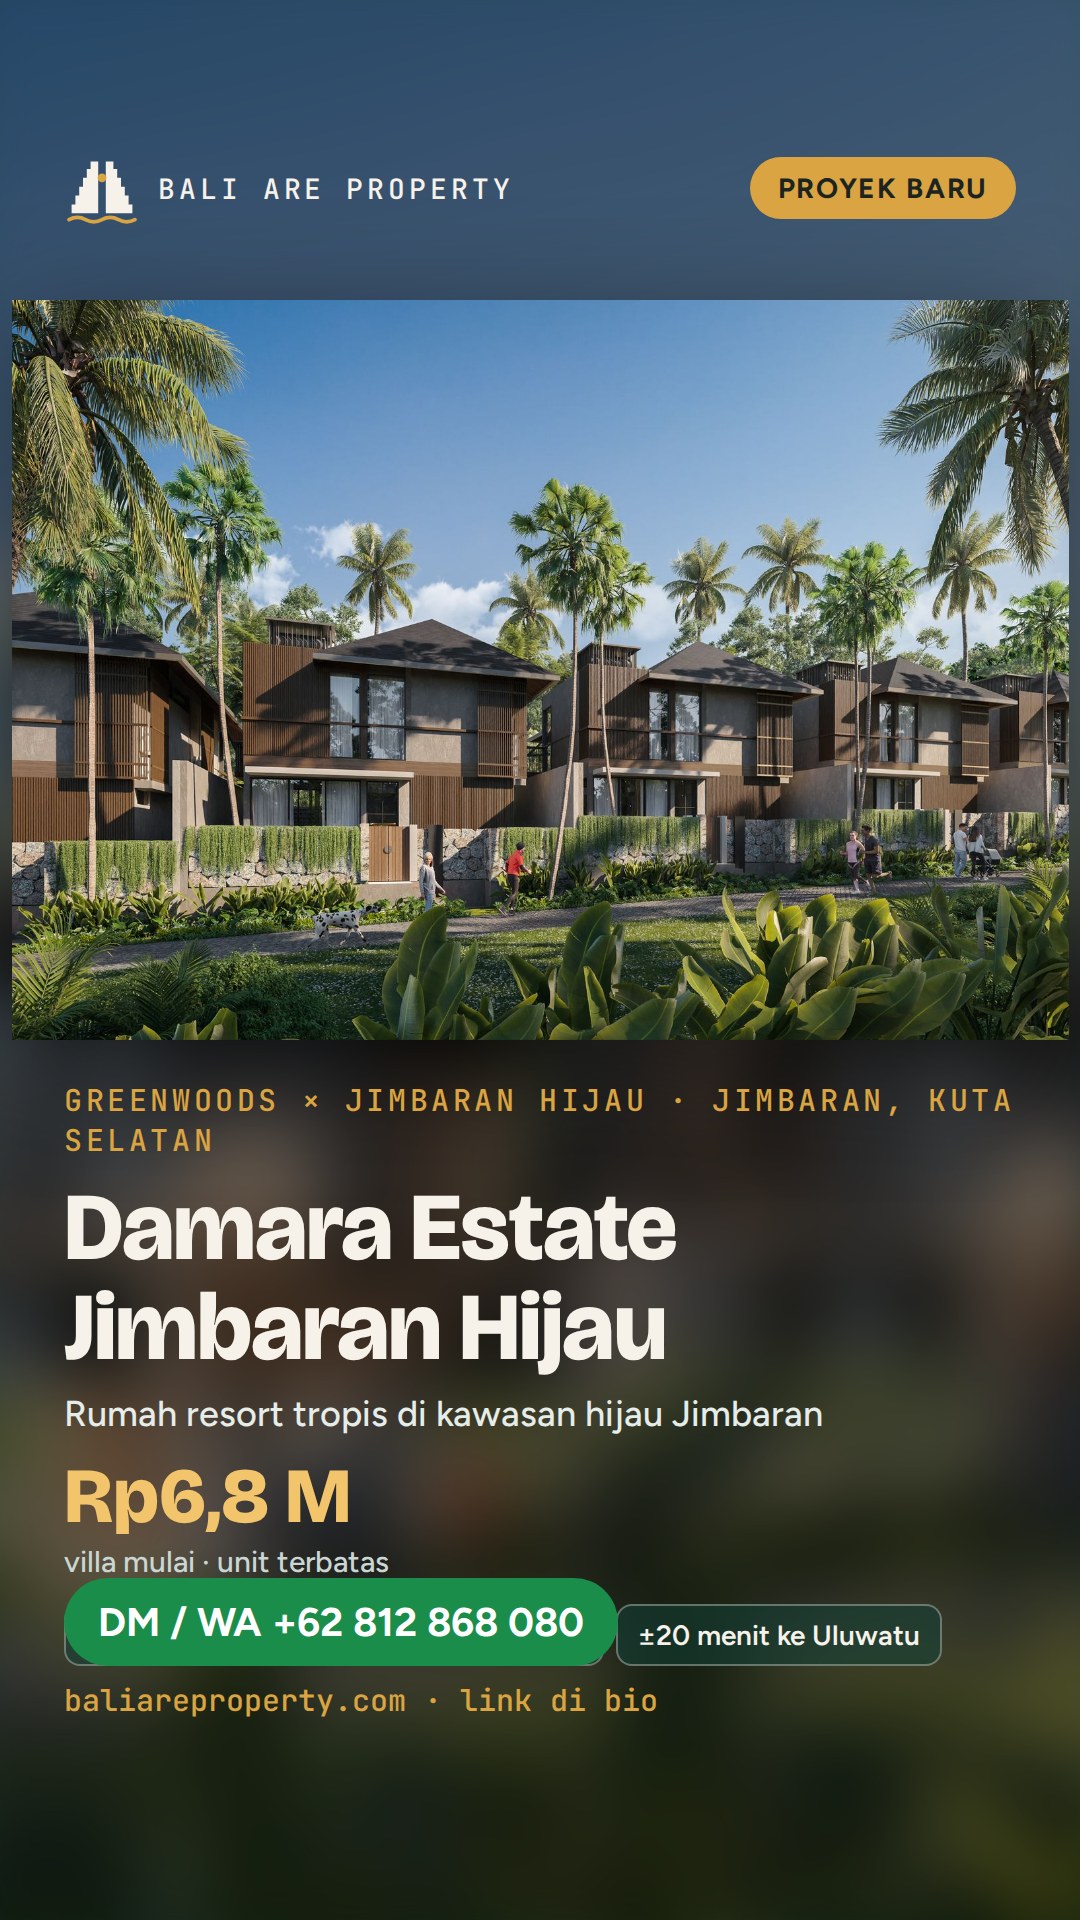 BALI ARE PROPERTY
PROYEK BARU
GREENWOODS × JIMBARAN HIJAU · JIMBARAN, KUTA
SELATAN
Damara Estate
Jimbaran Hijau
Rumah resort tropis di kawasan hijau Jimbaran
Rp6,8 M
villa mulai · unit terbatas
DM / WA +62 812 868 080
±20 menit ke Uluwatu
baliareproperty.com · link di bio